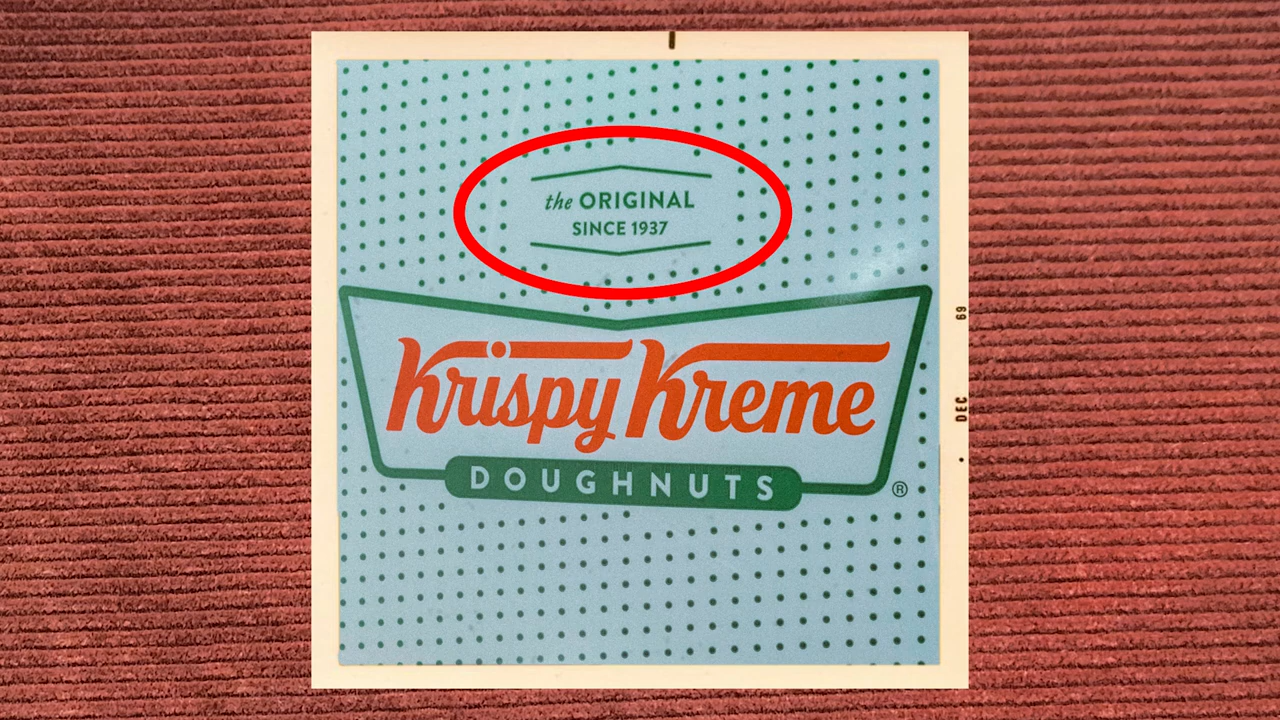 the ORIGINAL
SINCE 1937
Krispy Kreme
DOUGHNUTS
®
DEC 69